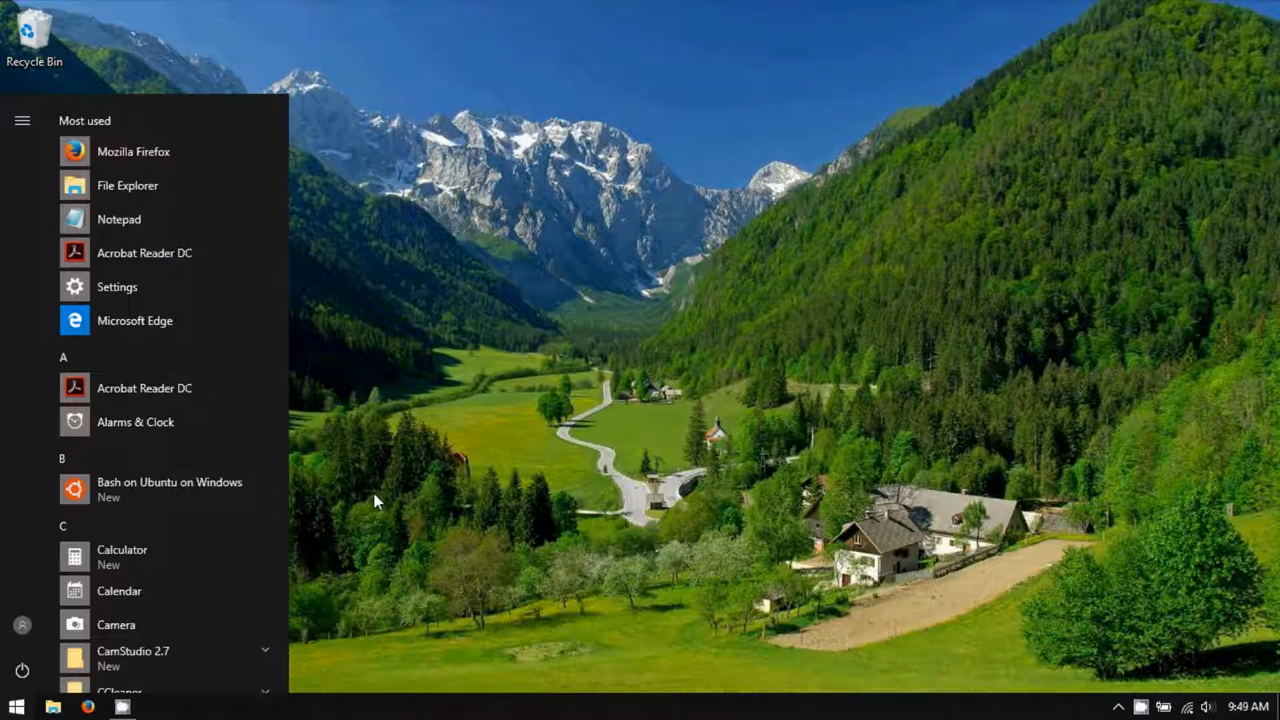 Recycle Bin
Most used
Mozilla Firefox
File Explorer
Notepad
Acrobat Reader DC
Settings
Microsoft Edge
A
Acrobat Reader DC
Alarms & Clock
B
Bash on Ubuntu on Windows
New
C
Calculator
New
Calendar
Camera
CamStudio 2.7
New
CCleaner
9:49 AM